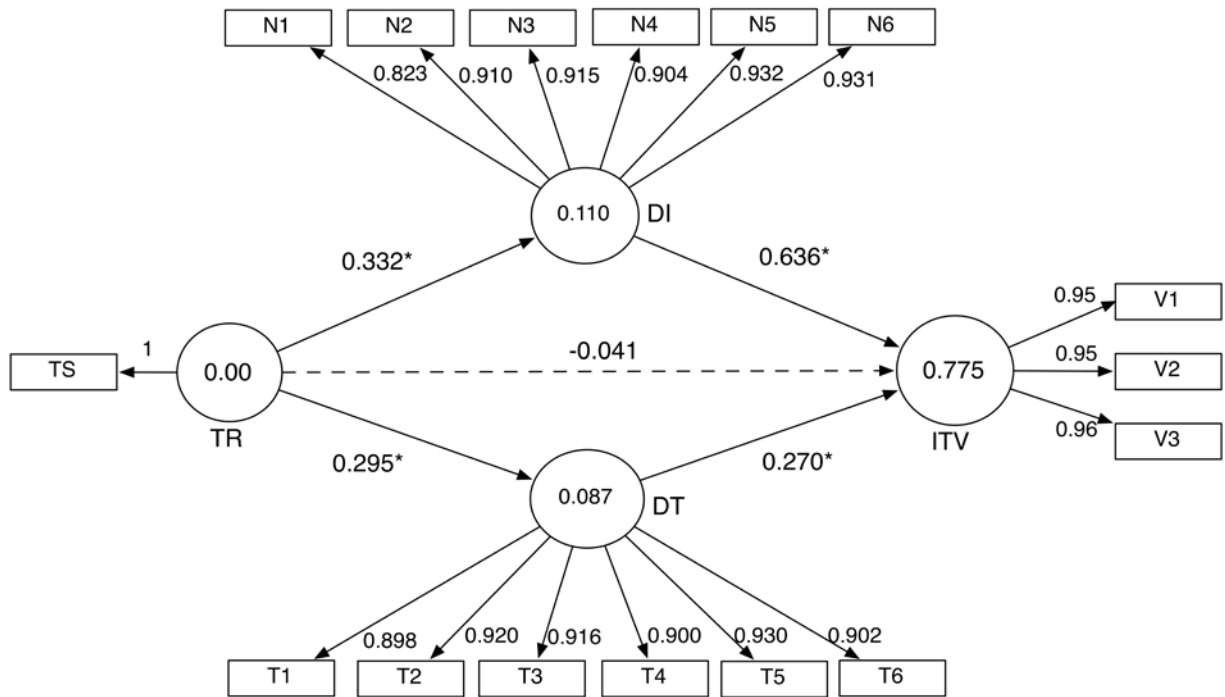 N1 N2 N3 N4 N5 N6
0.823 0.910 0.915 0.904 0.932 0.931
0.110 DI
0.332* 0.636*
0.95 V1
-0.041
1 0.95
TS 0.00 0.775 V2
0.96 V3
TR ITV
0.295* 0.270*
0.087 DT
0.898 0.920 0.916 0.900 0.930 0.902
T1 T2 T3 T4 T5 T6